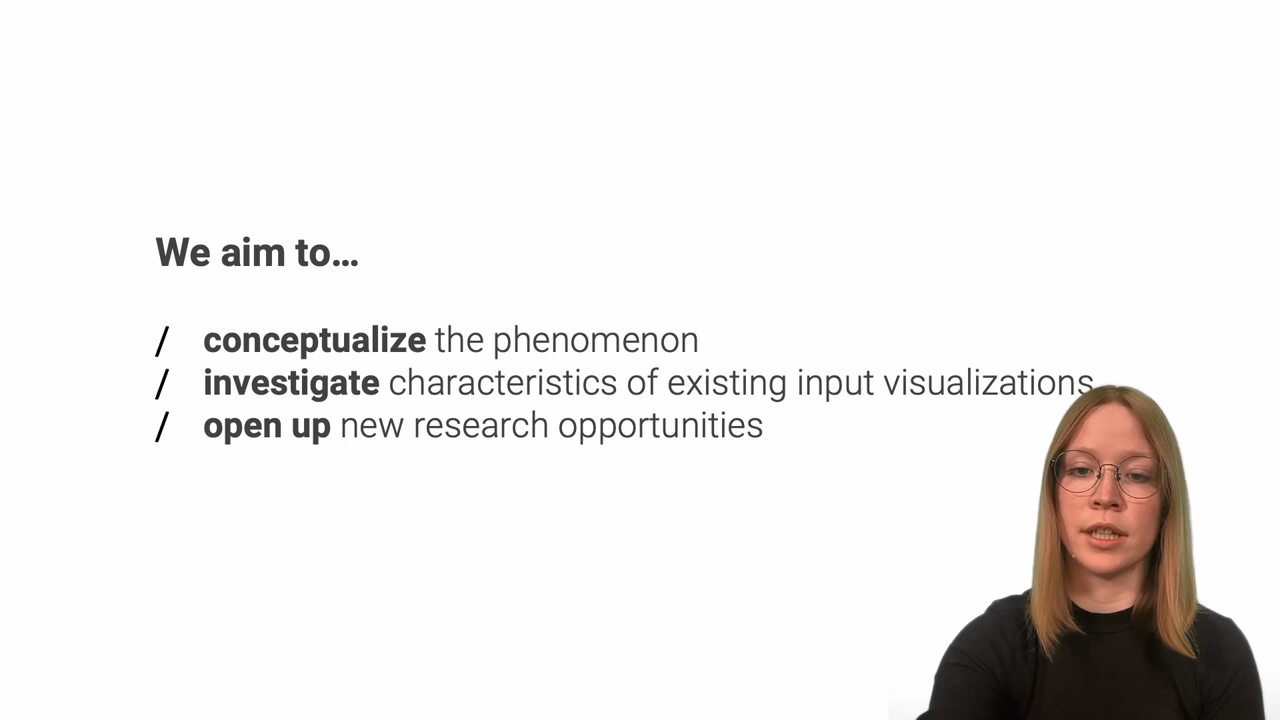 We aim to…
/ conceptualize the phenomenon
/ investigate characteristics of existing input visualizations
/ open up new research opportunities